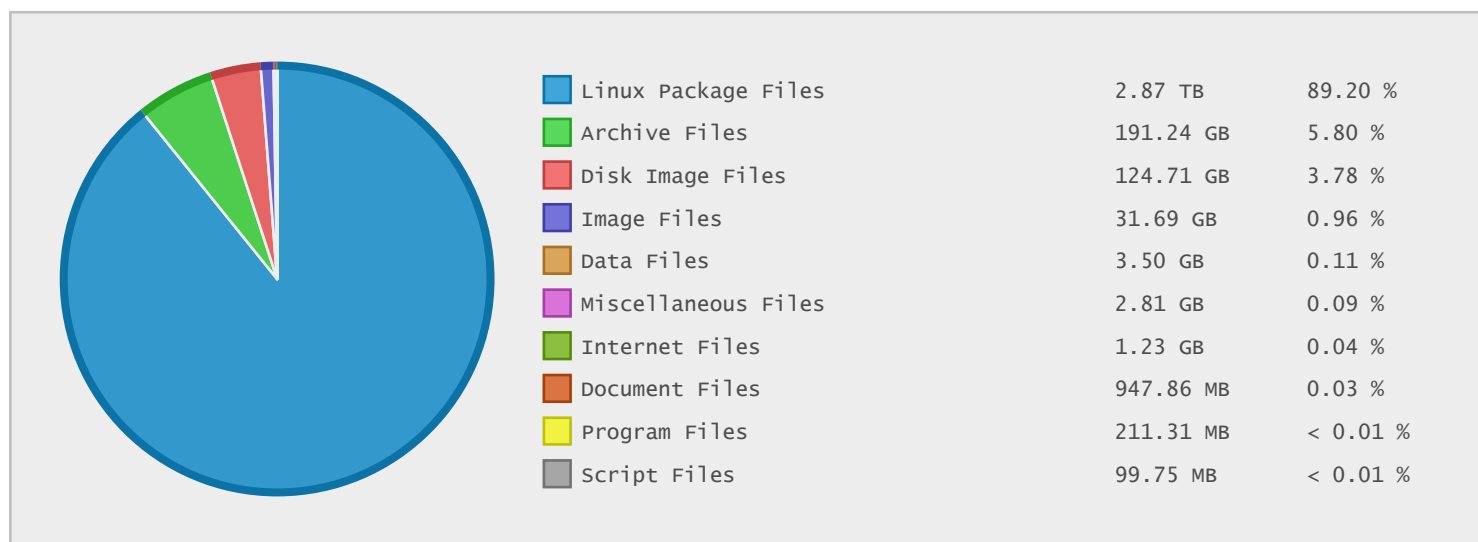 Linux Package Files 2.87 TB 89.20 %
Archive Files 191.24 GB 5.80 %
Disk Image Files 124.71 GB 3.78 %
Image Files 31.69 GB 0.96 %
Data Files 3.50 GB 0.11 %
Miscellaneous Files 2.81 GB 0.09 %
Internet Files 1.23 GB 0.04 %
Document Files 947.86 MB 0.03 %
Program Files 211.31 MB < 0.01 %
Script Files 99.75 MB < 0.01 %